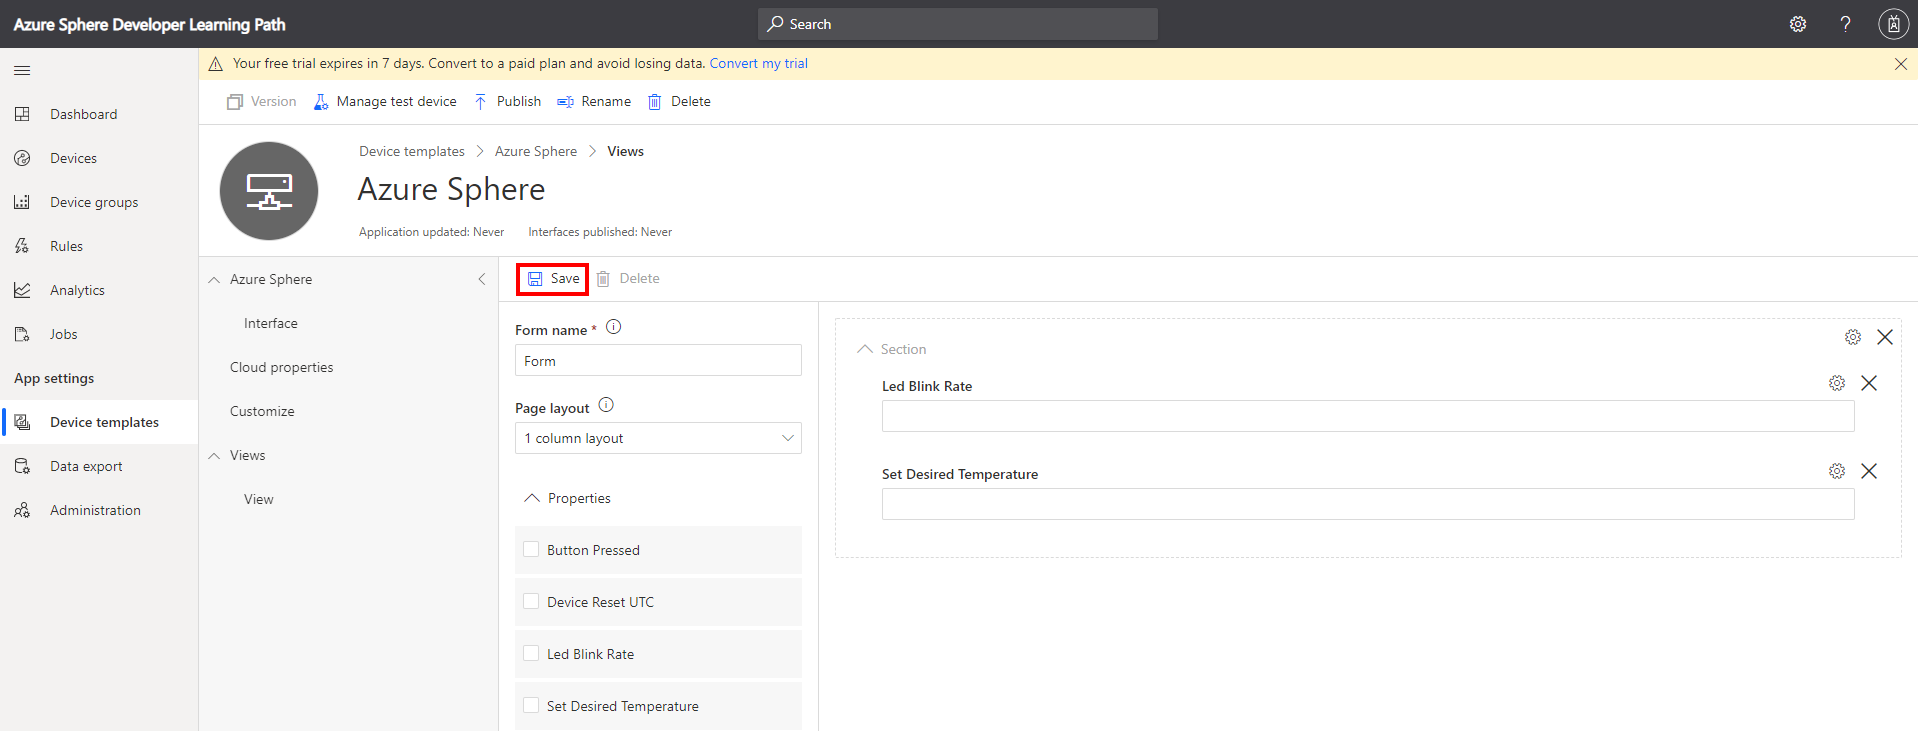 Azure Sphere Developer Learning Path
Search
?
Your free trial expires in 7 days. Convert to a paid plan and avoid losing data. Convert my trial
Version
Manage test device
Publish
Rename
Delete
Dashboard
Devices
Device groups
Rules
Analytics
Jobs
App settings
Device templates
Data export
Administration
Device templates > Azure Sphere > Views
Azure Sphere
Application updated: Never
Interfaces published: Never
Azure Sphere
Interface
Cloud properties
Customize
Views
View
Save
Delete
Form name *
Form
Page layout
1 column layout
Properties
Button Pressed
Device Reset UTC
Led Blink Rate
Set Desired Temperature
Section
Led Blink Rate
Set Desired Temperature